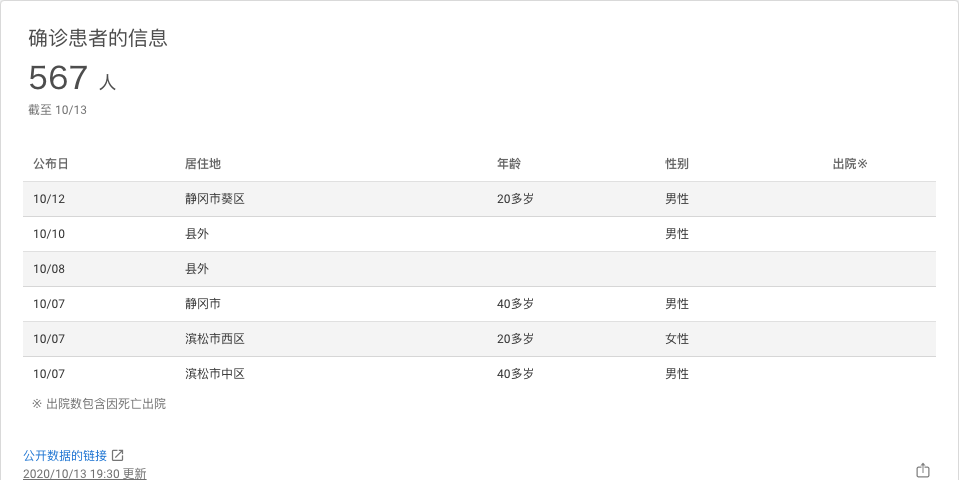 确诊患者的信息
567 人
截至 10/13
公布日 居住地 年龄 性别 出院※
10/12 静冈市葵区 20多岁 男性
10/10 县外 男性
10/08 县外
10/07 静冈市 40多岁 男性
10/07 滨松市西区 20多岁 女性
10/07 滨松市中区 40多岁 男性
※ 出院数包含因死亡出院
公开数据的链接
2020/10/13 19:30 更新